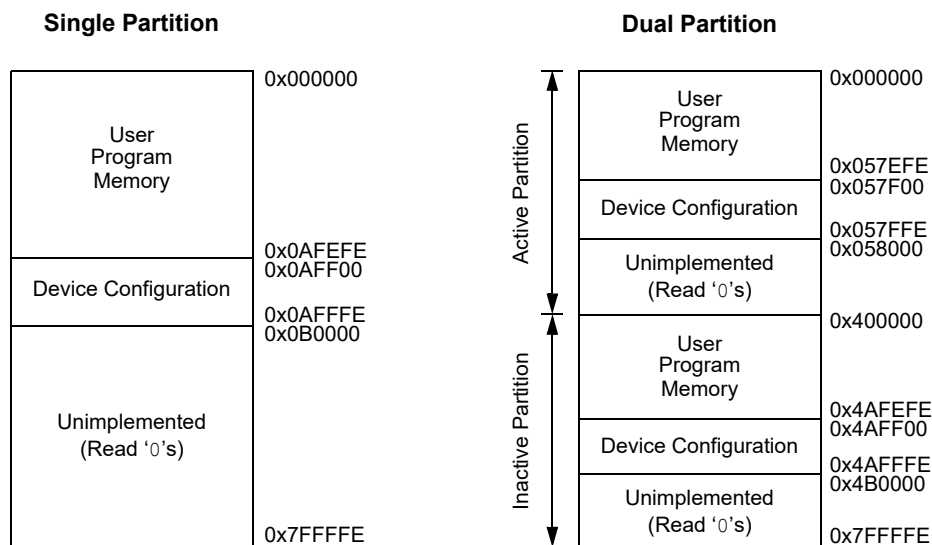 Single Partition
0x000000
User
Program
Memory
0x0AFEFE
0x0AFF00
Device Configuration
0x0AFFFE
0x0B0000
Unimplemented
(Read ‘0’s)
0x7FFFFE
Dual Partition
Active Partition
0x000000
User
Program
Memory
0x057EFE
0x057F00
Device Configuration
0x057FFE
0x058000
Unimplemented
(Read ‘0’s)
Inactive Partition
0x400000
User
Program
Memory
0x4AFEFE
0x4AFF00
Device Configuration
0x4AFFFE
0x4B0000
Unimplemented
(Read ‘0’s)
0x7FFFFE